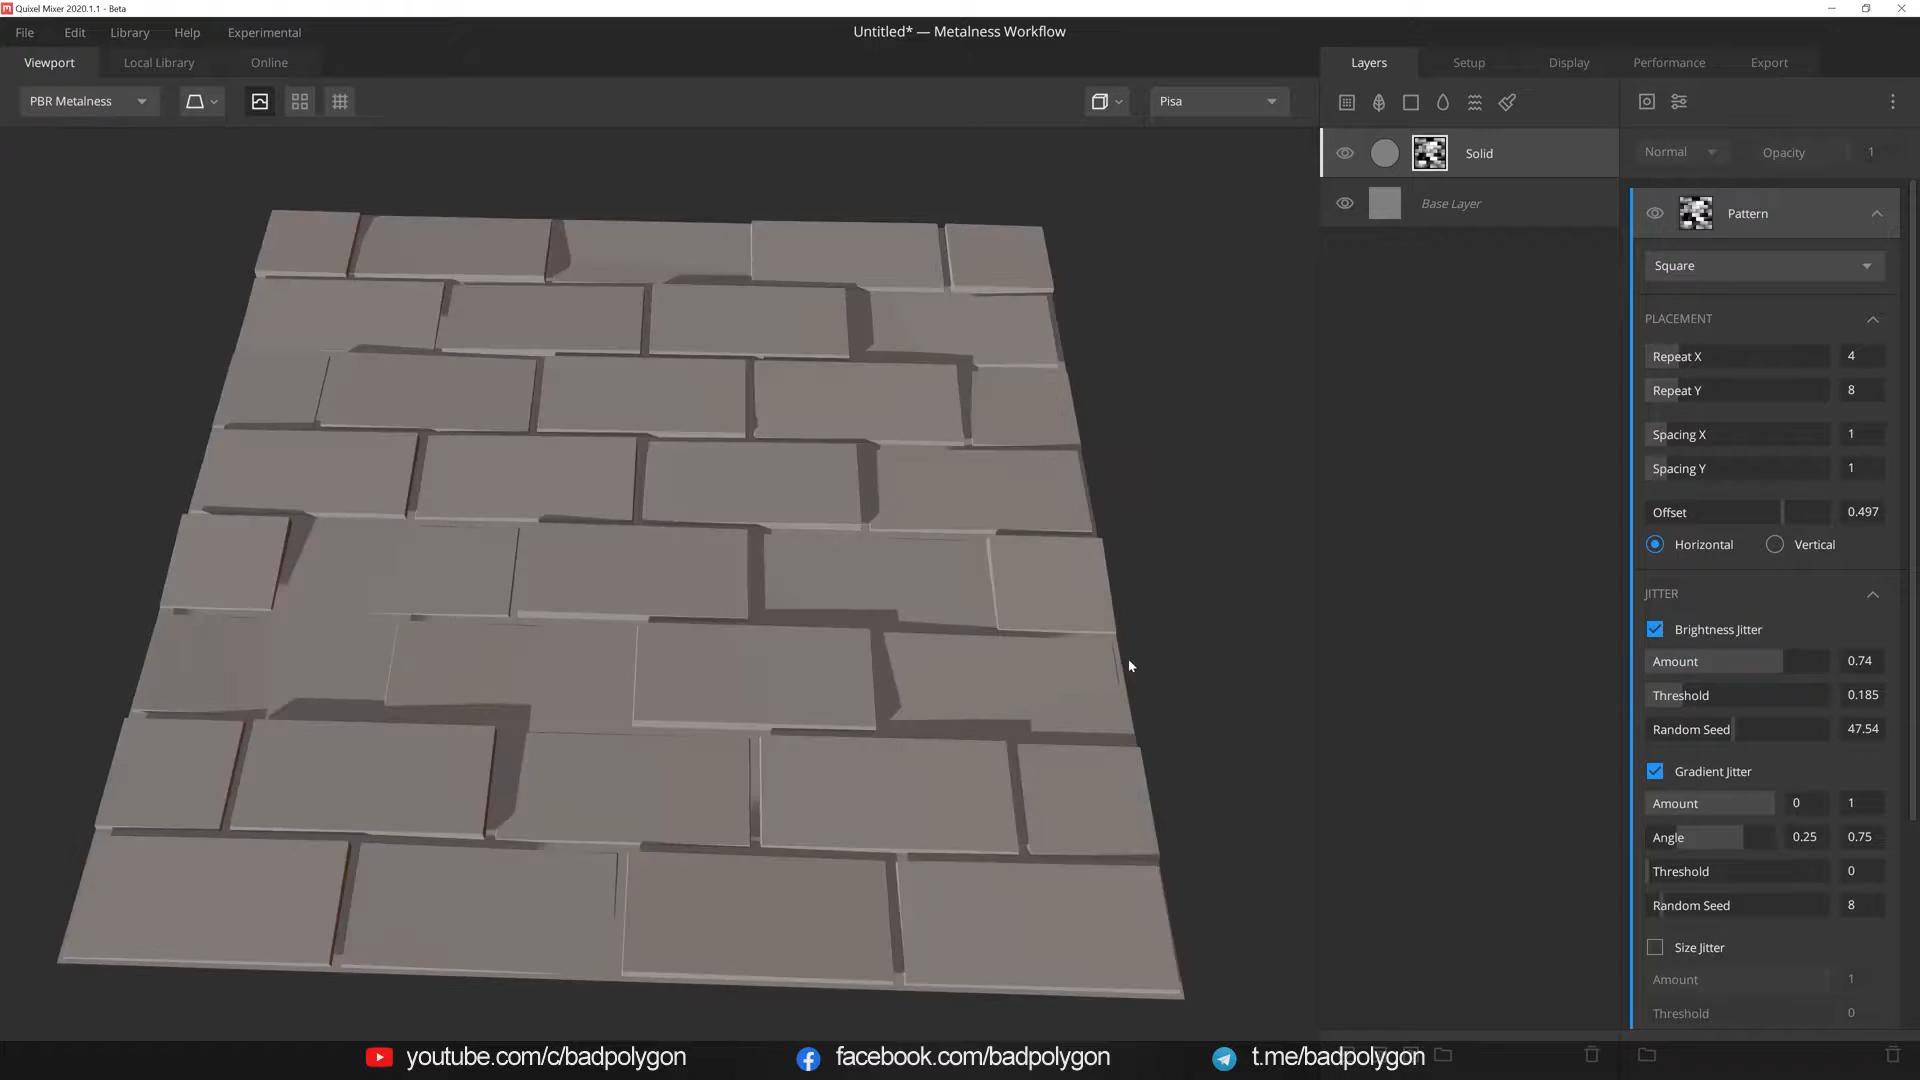 Quixel Mixer 2020.1.1 - Beta
File Edit Library Help Experimental
Untitled* — Metalness Workflow
Viewport Local Library Online
Layers Setup Display Performance Export
PBR Metalness
Pisa
Solid
Base Layer
Normal Opacity 1
Pattern
Square
PLACEMENT
Repeat X 4
Repeat Y 8
Spacing X 1
Spacing Y 1
Offset 0.497
Horizontal Vertical
JITTER
Brightness Jitter
Amount 0.74
Threshold 0.185
Random Seed 47.54
Gradient Jitter
Amount 0 1
Angle 0.25 0.75
Threshold 0
Random Seed 8
Size Jitter
Amount 1
Threshold 0
youtube.com/c/badpolygon facebook.com/badpolygon t.me/badpolygon